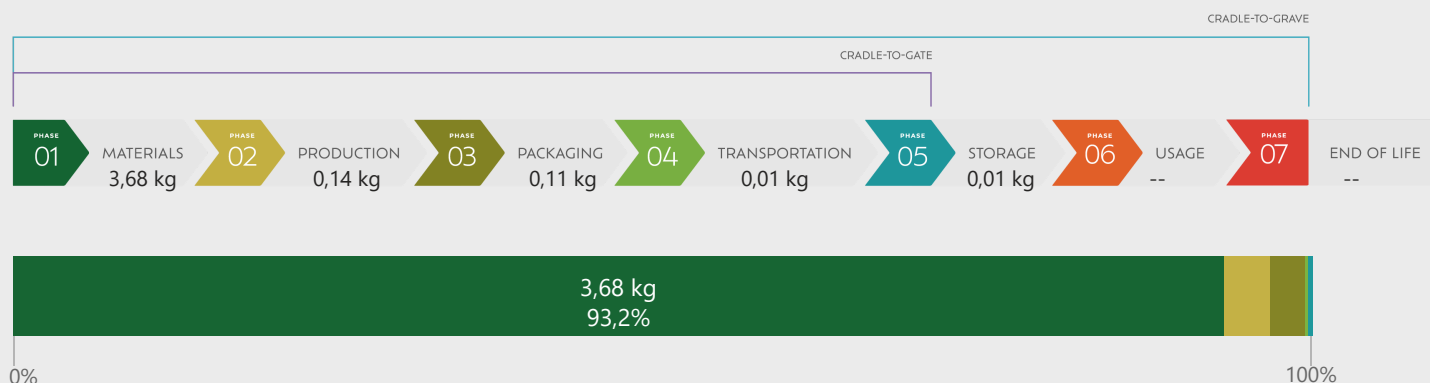 CRADLE-TO-GRAVE
CRADLE-TO-GATE
PHASE
01
MATERIALS
3,68 kg
PHASE
02
PRODUCTION
0,14 kg
PHASE
03
PACKAGING
0,11 kg
PHASE
04
TRANSPORTATION
0,01 kg
PHASE
05
STORAGE
0,01 kg
PHASE
06
USAGE
--
PHASE
07
END OF LIFE
--
3,68 kg
93,2%
0%
100%